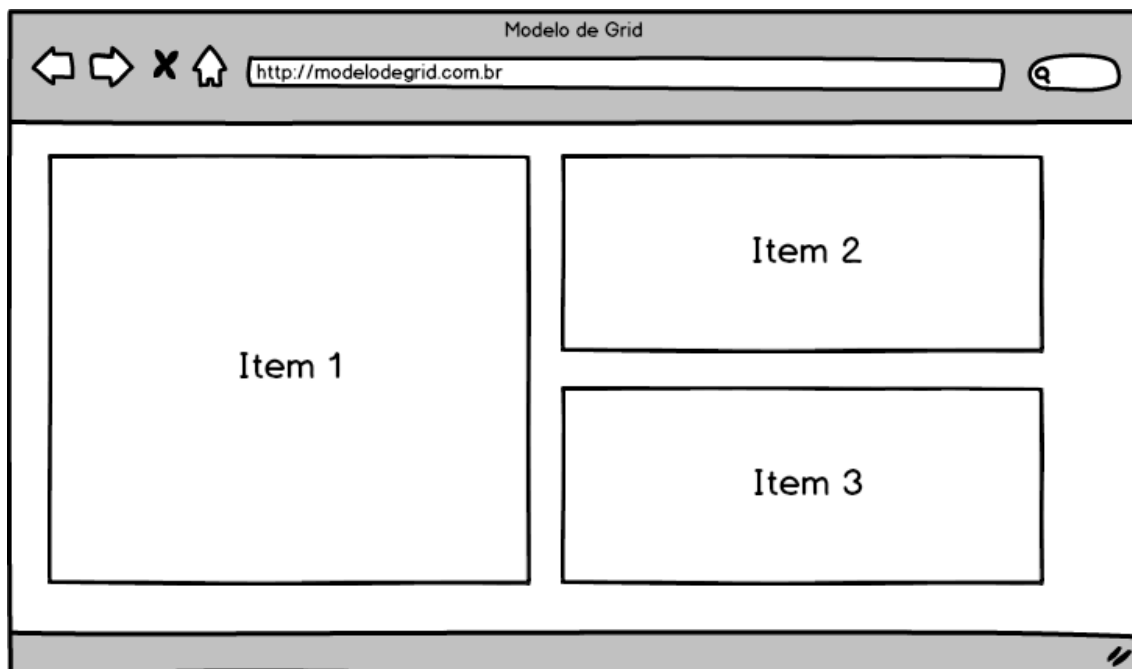 Modelo de Grid
http://modelodegrid.com.br
Item 1
Item 2
Item 3